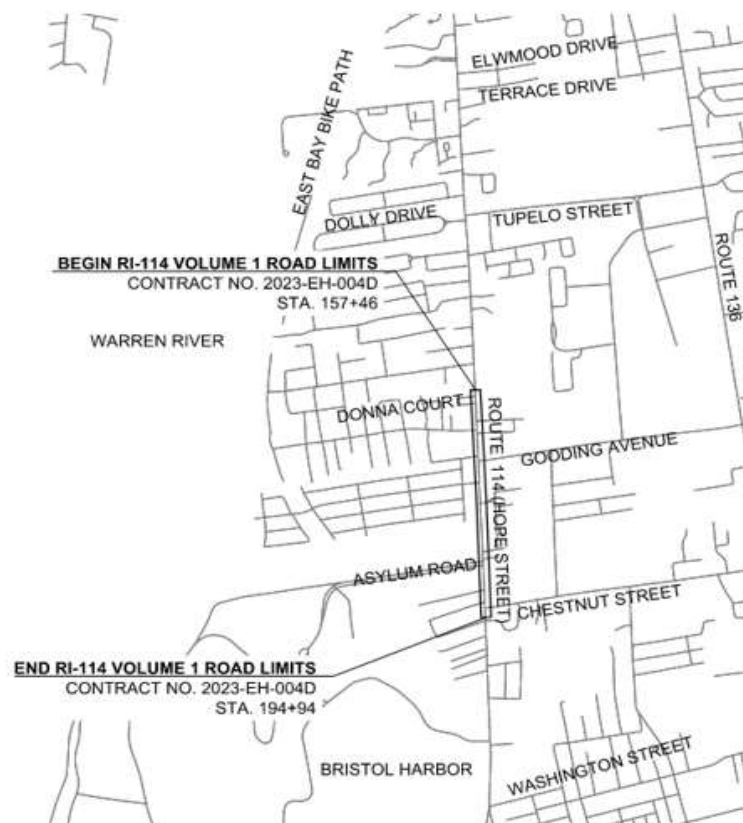 ELWMOOD DRIVE
TERRACE DRIVE
EAST BAY BIKE PATH
DOLLY DRIVE
TUPELO STREET
ROUTE 136
BEGIN RI-114 VOLUME 1 ROAD LIMITS
CONTRACT NO. 2023-EH-004D
STA. 157+46
WARREN RIVER
DONNA COURT
ROUTE 114 (HOPE STREET)
GOODING AVENUE
ASYLUM ROAD
CHESTNUT STREET
END RI-114 VOLUME 1 ROAD LIMITS
CONTRACT NO. 2023-EH-004D
STA. 194+94
BRISTOL HARBOR
WASHINGTON STREET